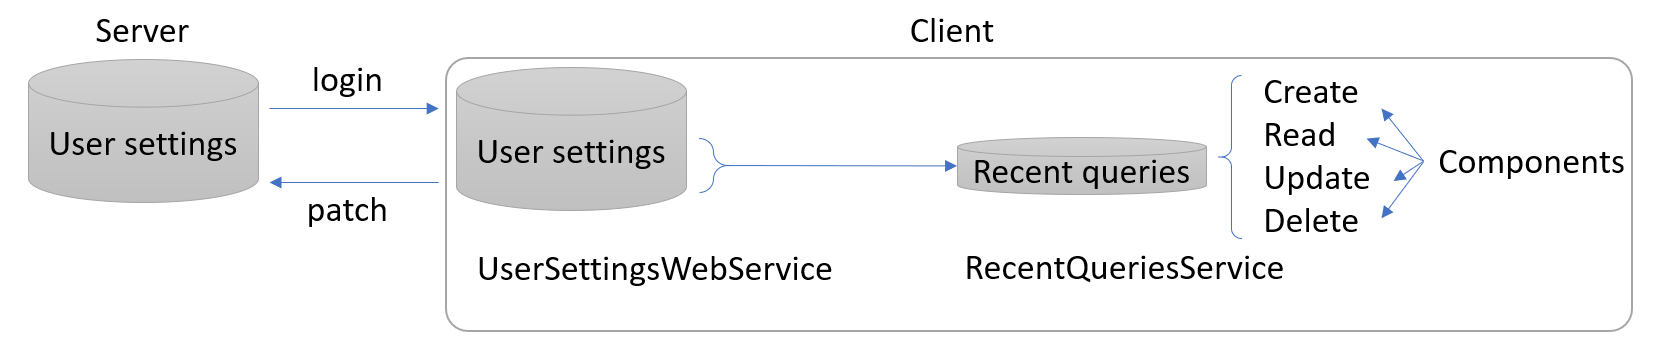 Server
Client
login
User settings
patch
User settings
UserSettingsWebService
Recent queries
RecentQueriesService
Create
Read
Update
Delete
Components